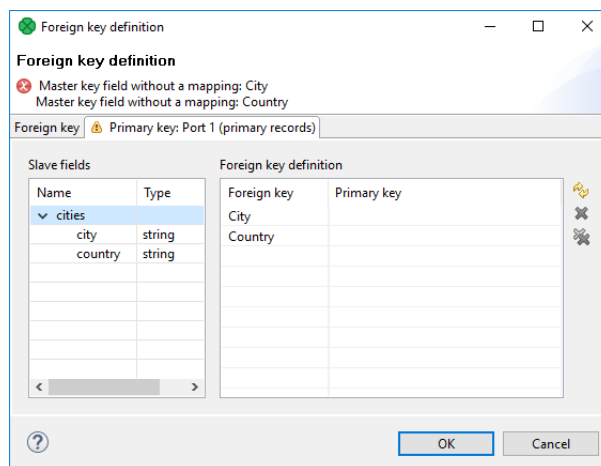 Foreign key definition
Foreign key definition
Master key field without a mapping: City
Master key field without a mapping: Country
Foreign key Primary key: Port 1 (primary records)
Slave fields Foreign key definition
Name Type Foreign key Primary key
cities City
city string Country
country string
OK Cancel